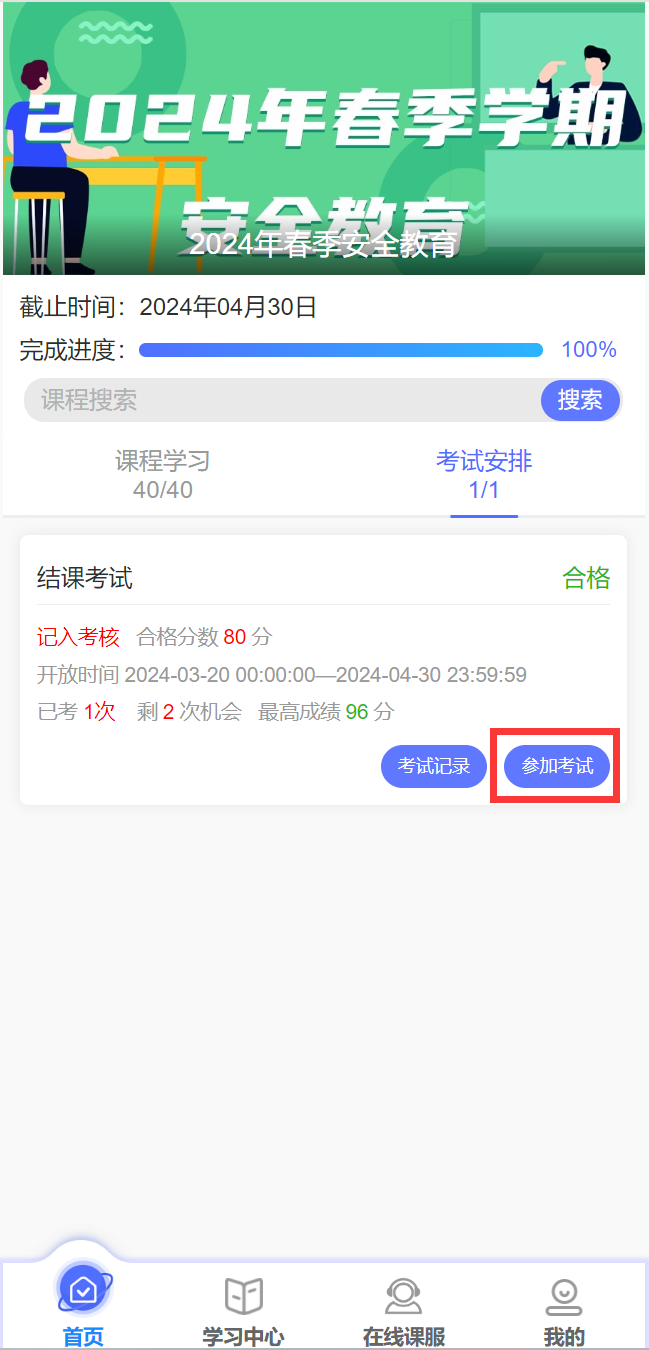 2024年春季学期
安全教育
2024年春季安全教育
截止时间：2024年04月30日
完成进度： 100%
课程搜索 搜索
课程学习 考试安排
40/40 1/1
结课考试 合格
记入考核 合格分数 80 分
开放时间 2024-03-20 00:00:00—2024-04-30 23:59:59
已考 1次 剩 2 次机会 最高成绩 96 分
考试记录 参加考试
首页 学习中心 在线课服 我的